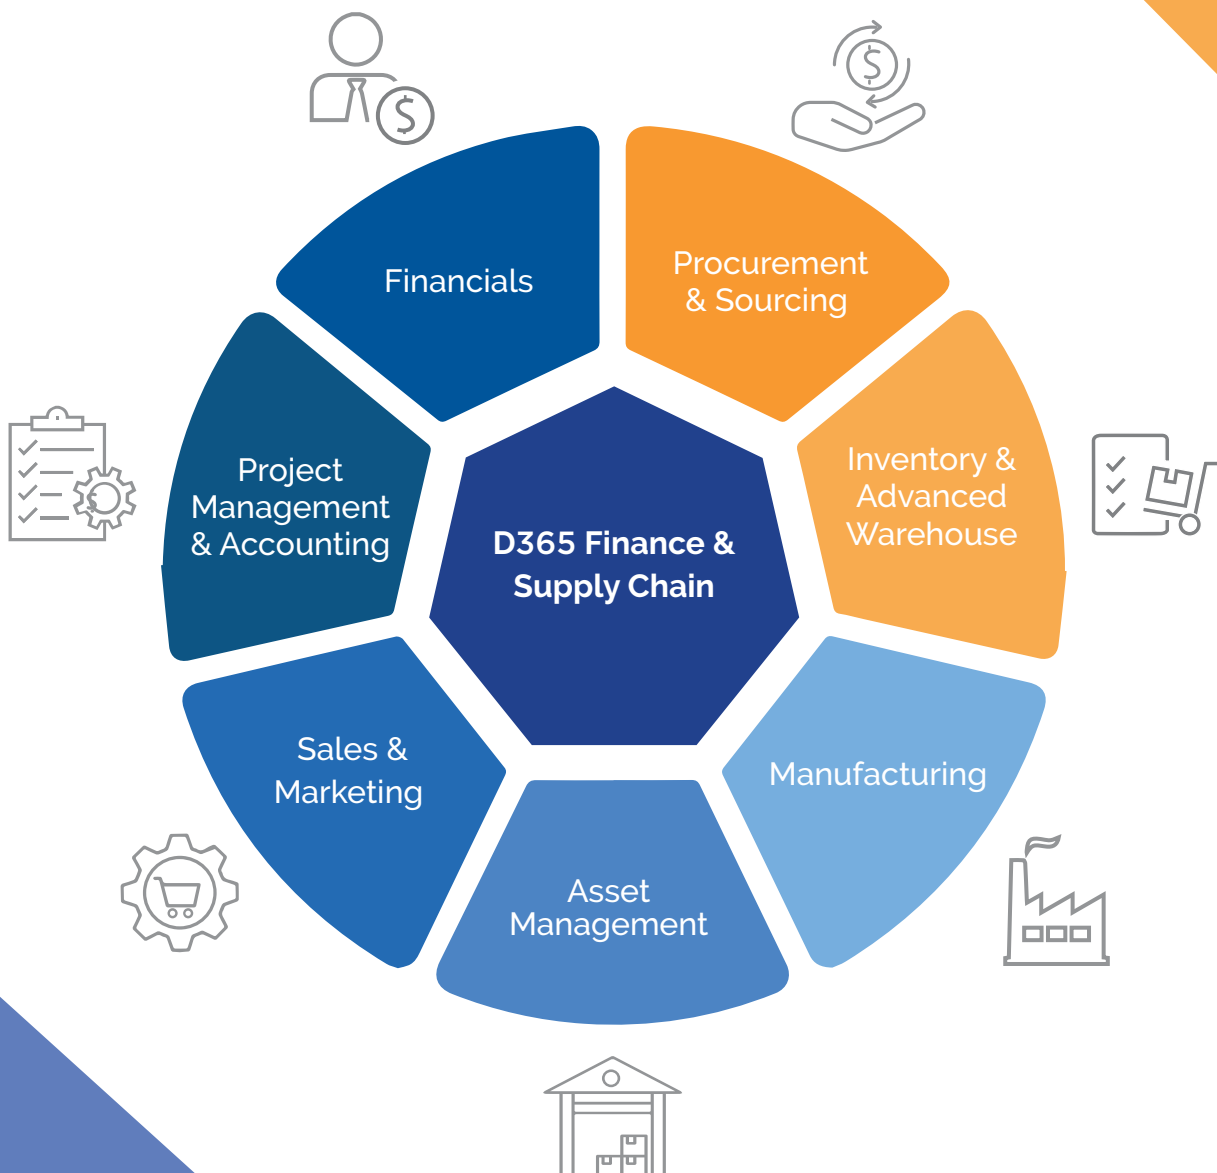 Financials
Procurement
& Sourcing
Inventory &
Advanced
Warehouse
Manufacturing
Asset
Management
Sales &
Marketing
Project
Management
& Accounting
D365 Finance &
Supply Chain
$
$
$